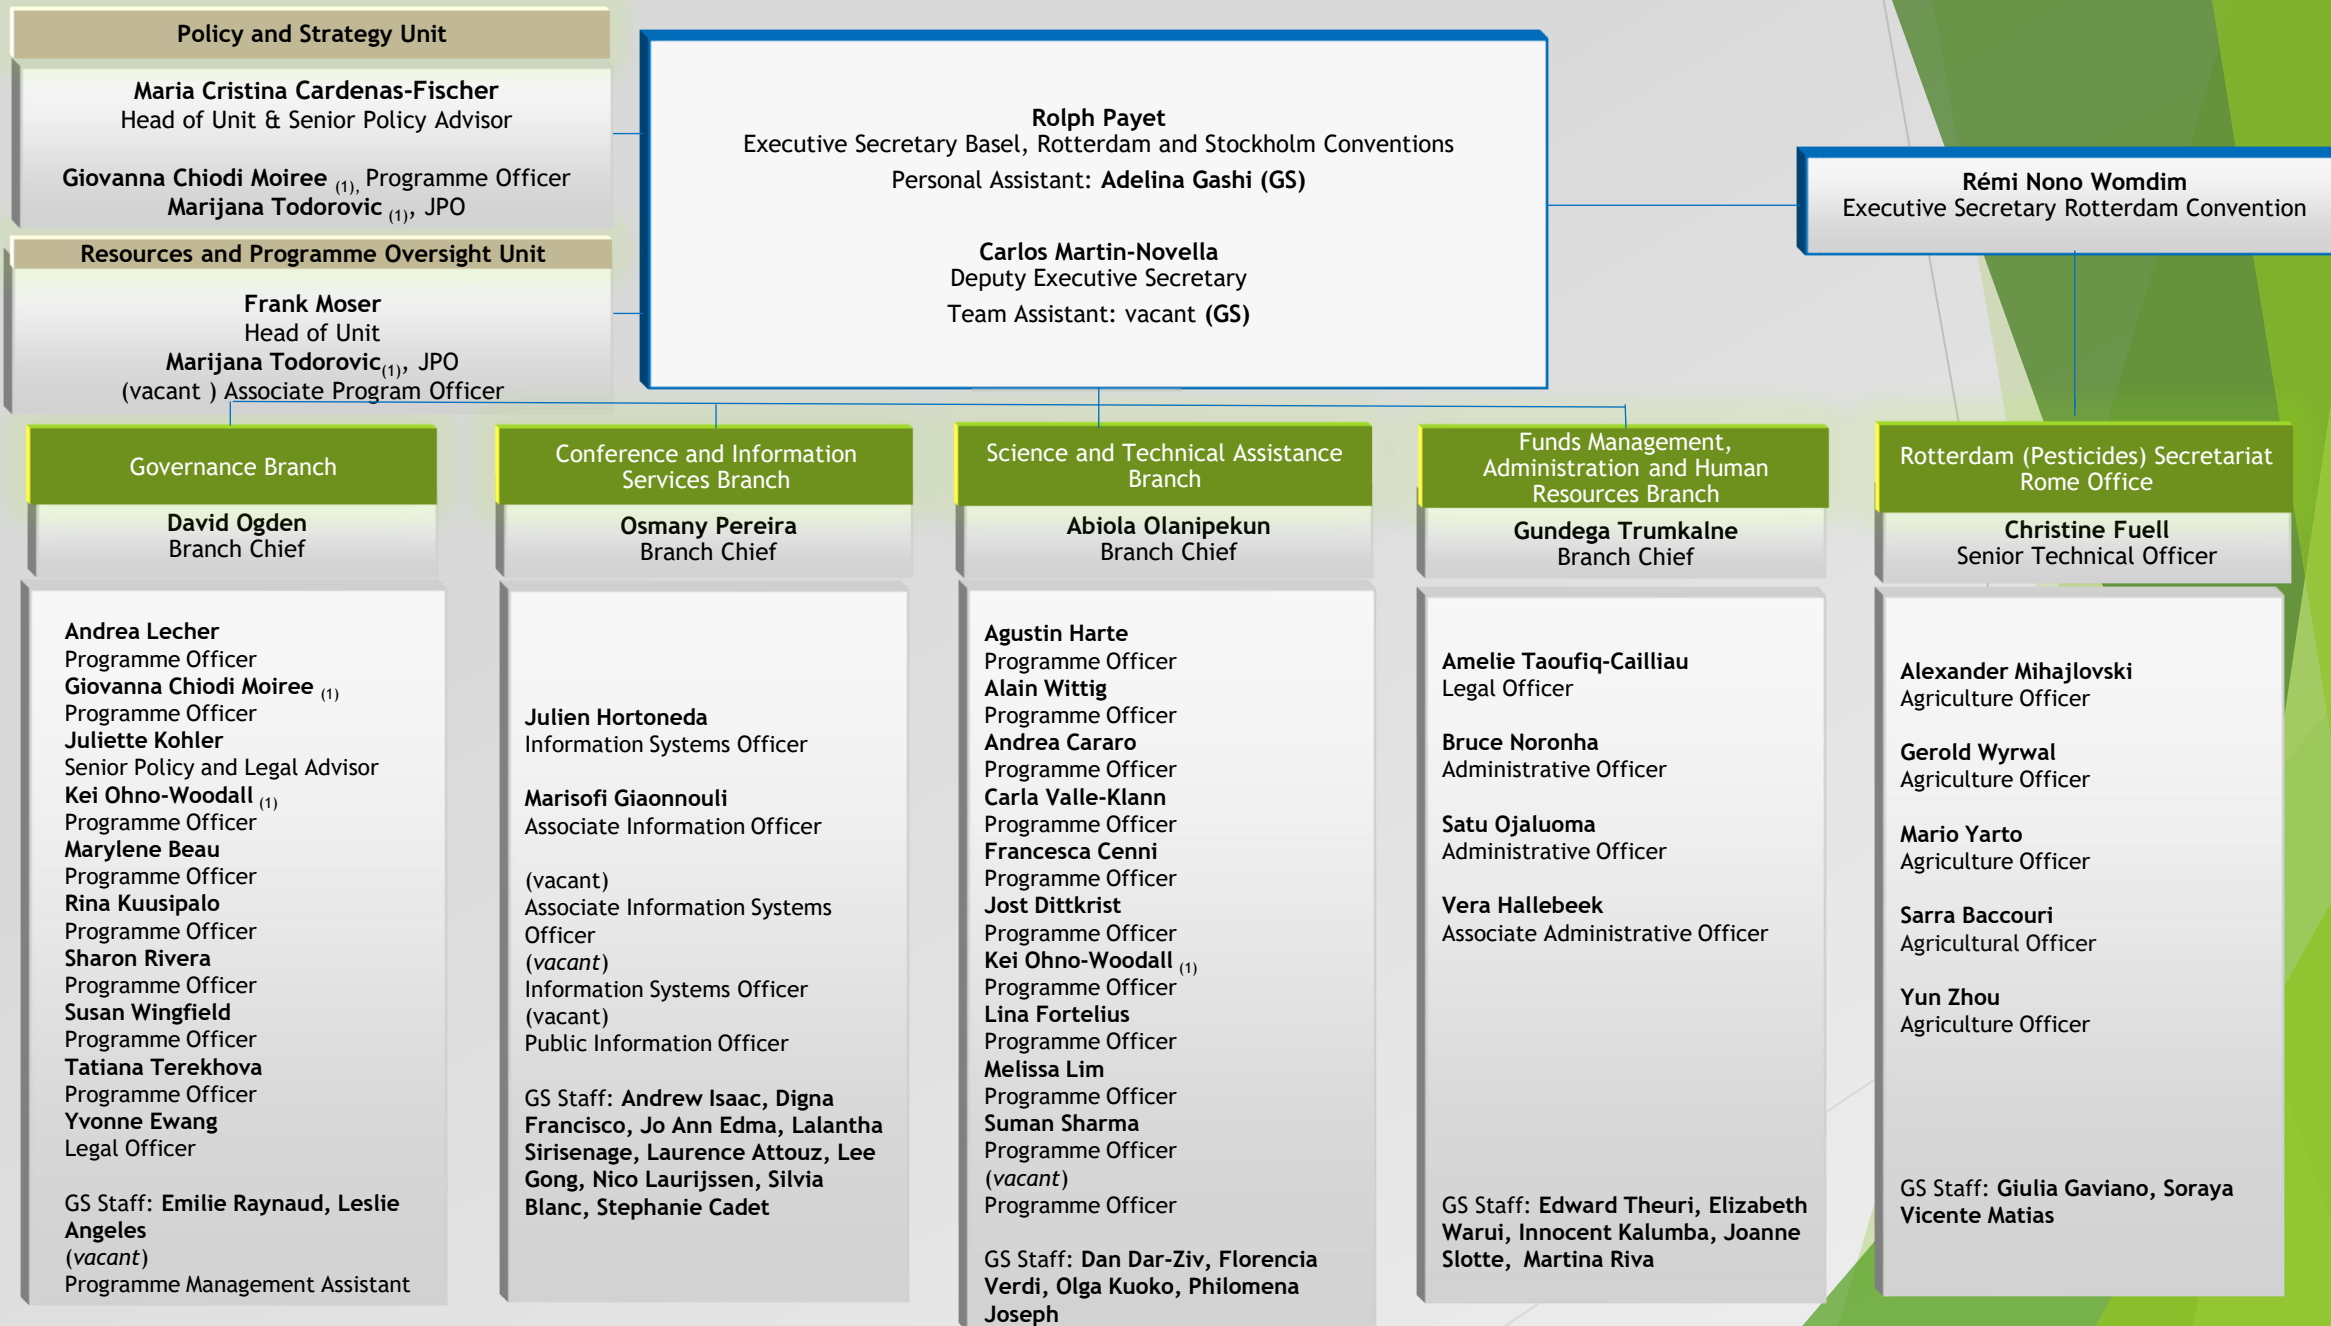 Policy and Strategy Unit
Maria Cristina Cardenas-Fischer
Head of Unit & Senior Policy Advisor
Giovanna Chiodi Moiree (1), Programme Officer
Marijana Todorovic (1), JPO
Resources and Programme Oversight Unit
Frank Moser
Head of Unit
Marijana Todorovic(1), JPO
(vacant ) Associate Program Officer
Rolph Payet
Executive Secretary Basel, Rotterdam and Stockholm Conventions
Personal Assistant: Adelina Gashi (GS)
Carlos Martin-Novella
Deputy Executive Secretary
Team Assistant: vacant (GS)
Rémi Nono Womdim
Executive Secretary Rotterdam Convention
Governance Branch
David Ogden
Branch Chief
Andrea Lecher
Programme Officer
Giovanna Chiodi Moiree (1)
Programme Officer
Juliette Kohler
Senior Policy and Legal Advisor
Kei Ohno-Woodall (1)
Programme Officer
Marylene Beau
Programme Officer
Rina Kuusipalo
Programme Officer
Sharon Rivera
Programme Officer
Susan Wingfield
Programme Officer
Tatiana Terekhova
Programme Officer
Yvonne Ewang
Legal Officer
GS Staff: Emilie Raynaud, Leslie
Angeles
(vacant)
Programme Management Assistant
Conference and Information
Services Branch
Osmany Pereira
Branch Chief
Julien Hortoneda
Information Systems Officer
Marisofi Giaonnouli
Associate Information Officer
(vacant)
Associate Information Systems
Officer
(vacant)
Information Systems Officer
(vacant)
Public Information Officer
GS Staff: Andrew Isaac, Digna
Francisco, Jo Ann Edma, Lalantha
Sirisenage, Laurence Attouz, Lee
Gong, Nico Laurijssen, Silvia
Blanc, Stephanie Cadet
Science and Technical Assistance
Branch
Abiola Olanipekun
Branch Chief
Agustin Harte
Programme Officer
Alain Wittig
Programme Officer
Andrea Cararo
Programme Officer
Carla Valle-Klann
Programme Officer
Francesca Cenni
Programme Officer
Jost Dittkrist
Programme Officer
Kei Ohno-Woodall (1)
Programme Officer
Lina Fortelius
Programme Officer
Melissa Lim
Programme Officer
Suman Sharma
Programme Officer
(vacant)
Programme Officer
GS Staff: Dan Dar-Ziv, Florencia
Verdi, Olga Kuoko, Philomena
Joseph
Funds Management,
Administration and Human
Resources Branch
Gundega Trumkalne
Branch Chief
Amelie Taoufiq-Cailliau
Legal Officer
Bruce Noronha
Administrative Officer
Satu Ojaluoma
Administrative Officer
Vera Hallebeek
Associate Administrative Officer
GS Staff: Edward Theuri, Elizabeth
Warui, Innocent Kalumba, Joanne
Slotte, Martina Riva
Rotterdam (Pesticides) Secretariat
Rome Office
Christine Fuell
Senior Technical Officer
Alexander Mihajlovski
Agriculture Officer
Gerold Wyrwal
Agriculture Officer
Mario Yarto
Agriculture Officer
Sarra Baccouri
Agricultural Officer
Yun Zhou
Agriculture Officer
GS Staff: Giulia Gaviano, Soraya
Vicente Matias